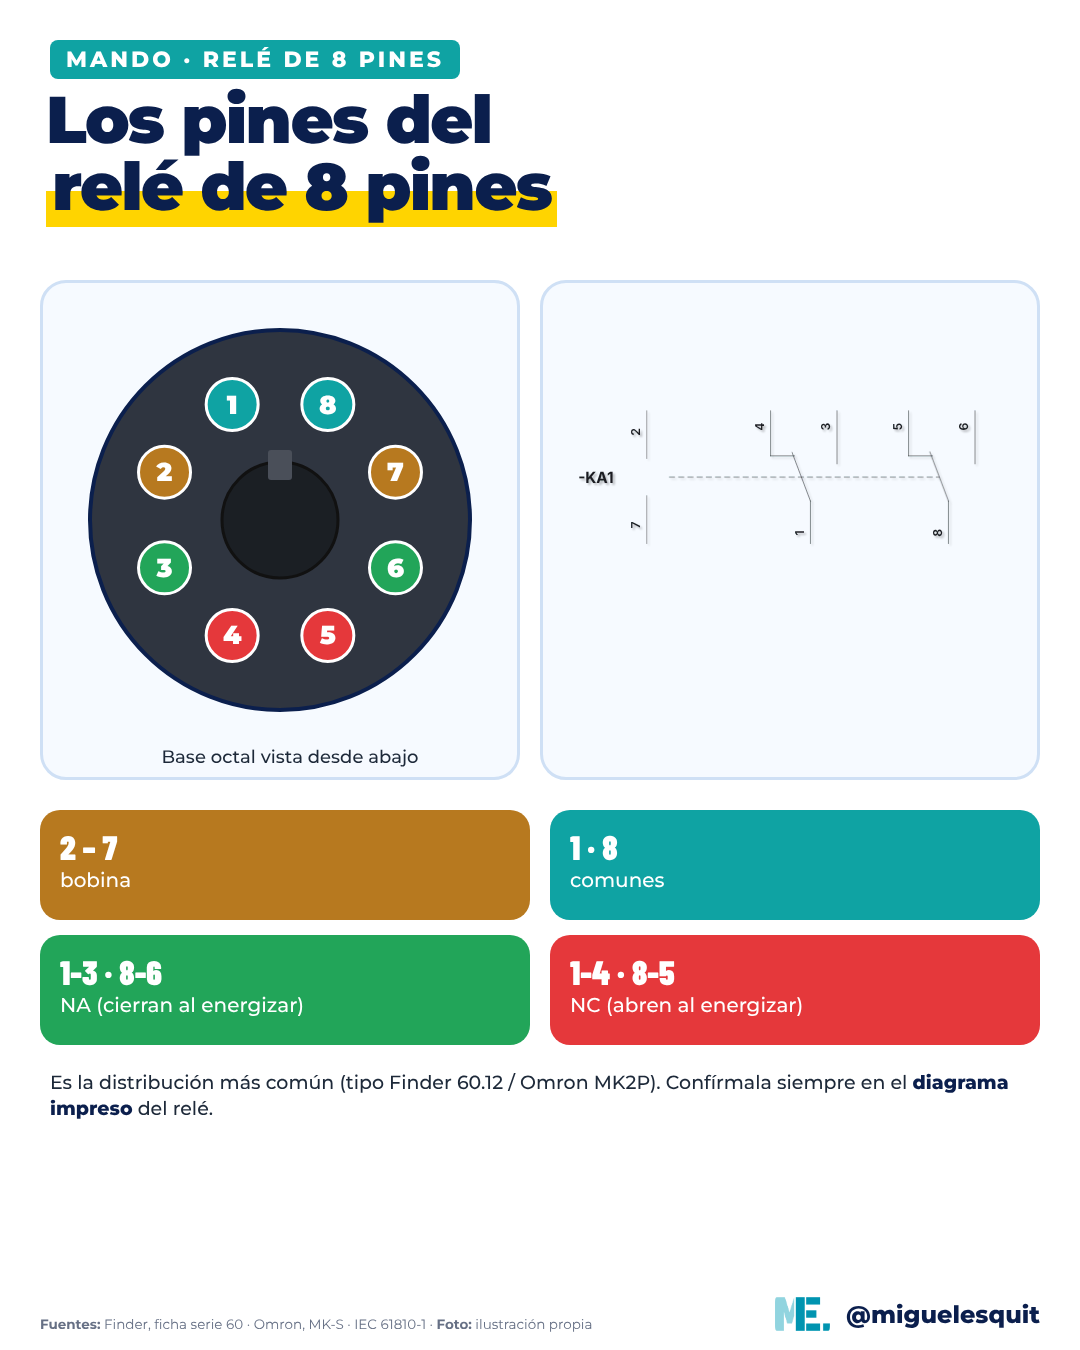 MANDO · RELÉ DE 8 PINES
Los pines del
relé de 8 pines
1 8
2 7
3 6
4 5
Base octal vista desde abajo
2 4 3 5 6
-KA1
7 1 8
2 – 7
bobina
1 · 8
comunes
1-3 · 8-6
NA (cierran al energizar)
1-4 · 8-5
NC (abren al energizar)
Es la distribución más común (tipo Finder 60.12 / Omron MK2P). Confírmala siempre en el diagrama
impreso del relé.
Fuentes: Finder, ficha serie 60 · Omron, MK-S · IEC 61810-1 · Foto: ilustración propia
ME. @miguelesquit